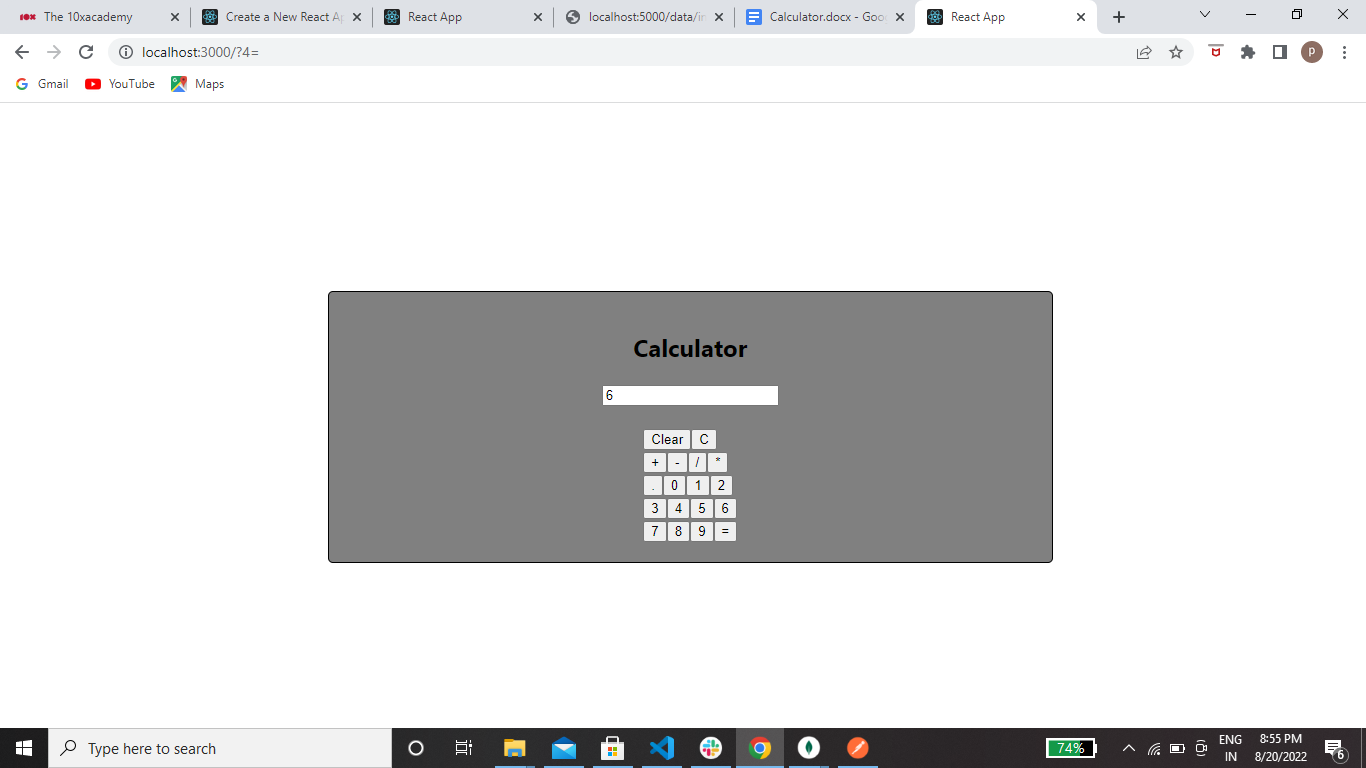 The 10xacademy
Create a New React A
React App
localhost:5000/data/in
Calculator.docx - Goo
React App
localhost:3000/?4=
P
Gmail
YouTube
Maps
Calculator
6
Clear C
+ - / *
. 0 1 2
3 4 5 6
7 8 9 =
Type here to search
74%
ENG
IN
8:55 PM
8/20/2022
6